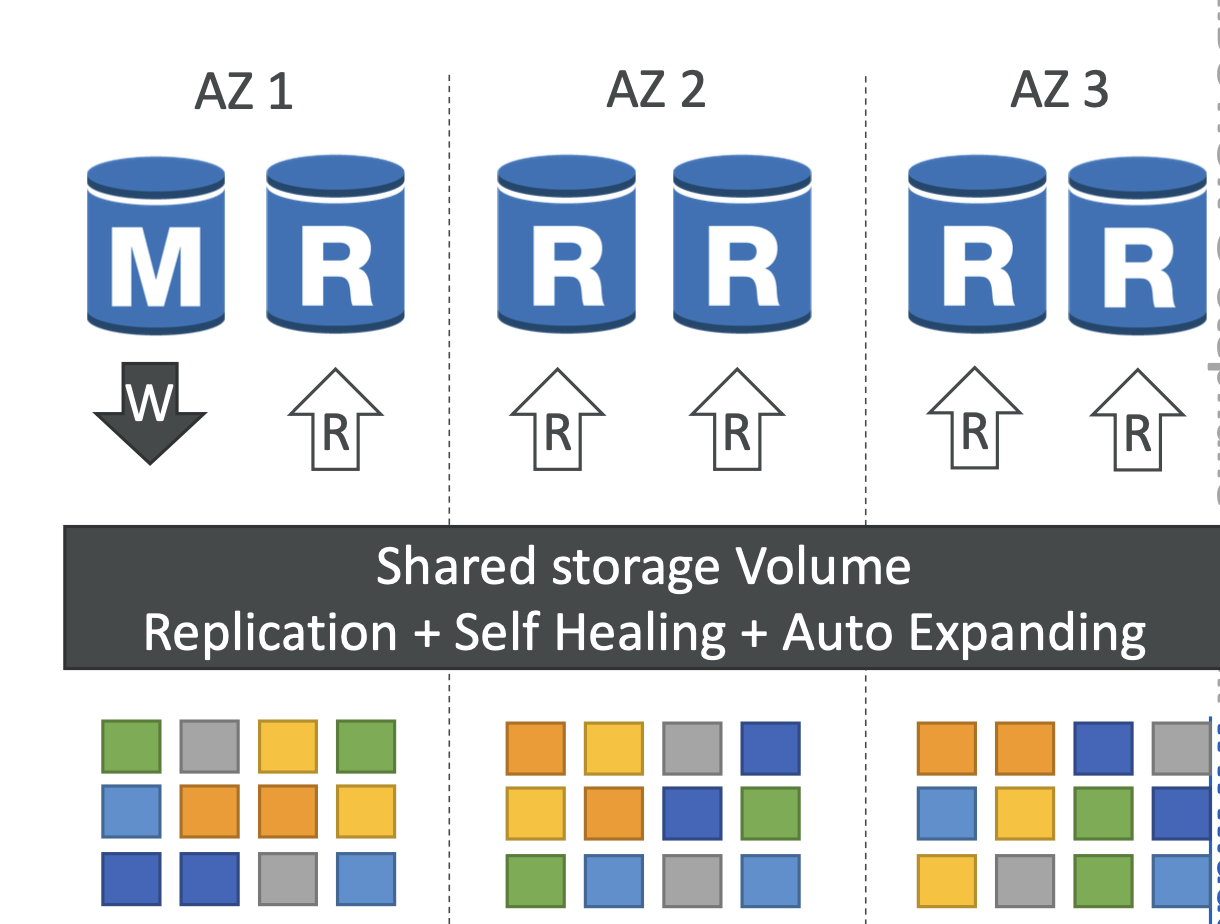 AZ 1
AZ 2
AZ 3
M
R
R
R
R
R
W
R
R
R
R
R
Shared storage Volume
Replication + Self Healing + Auto Expanding